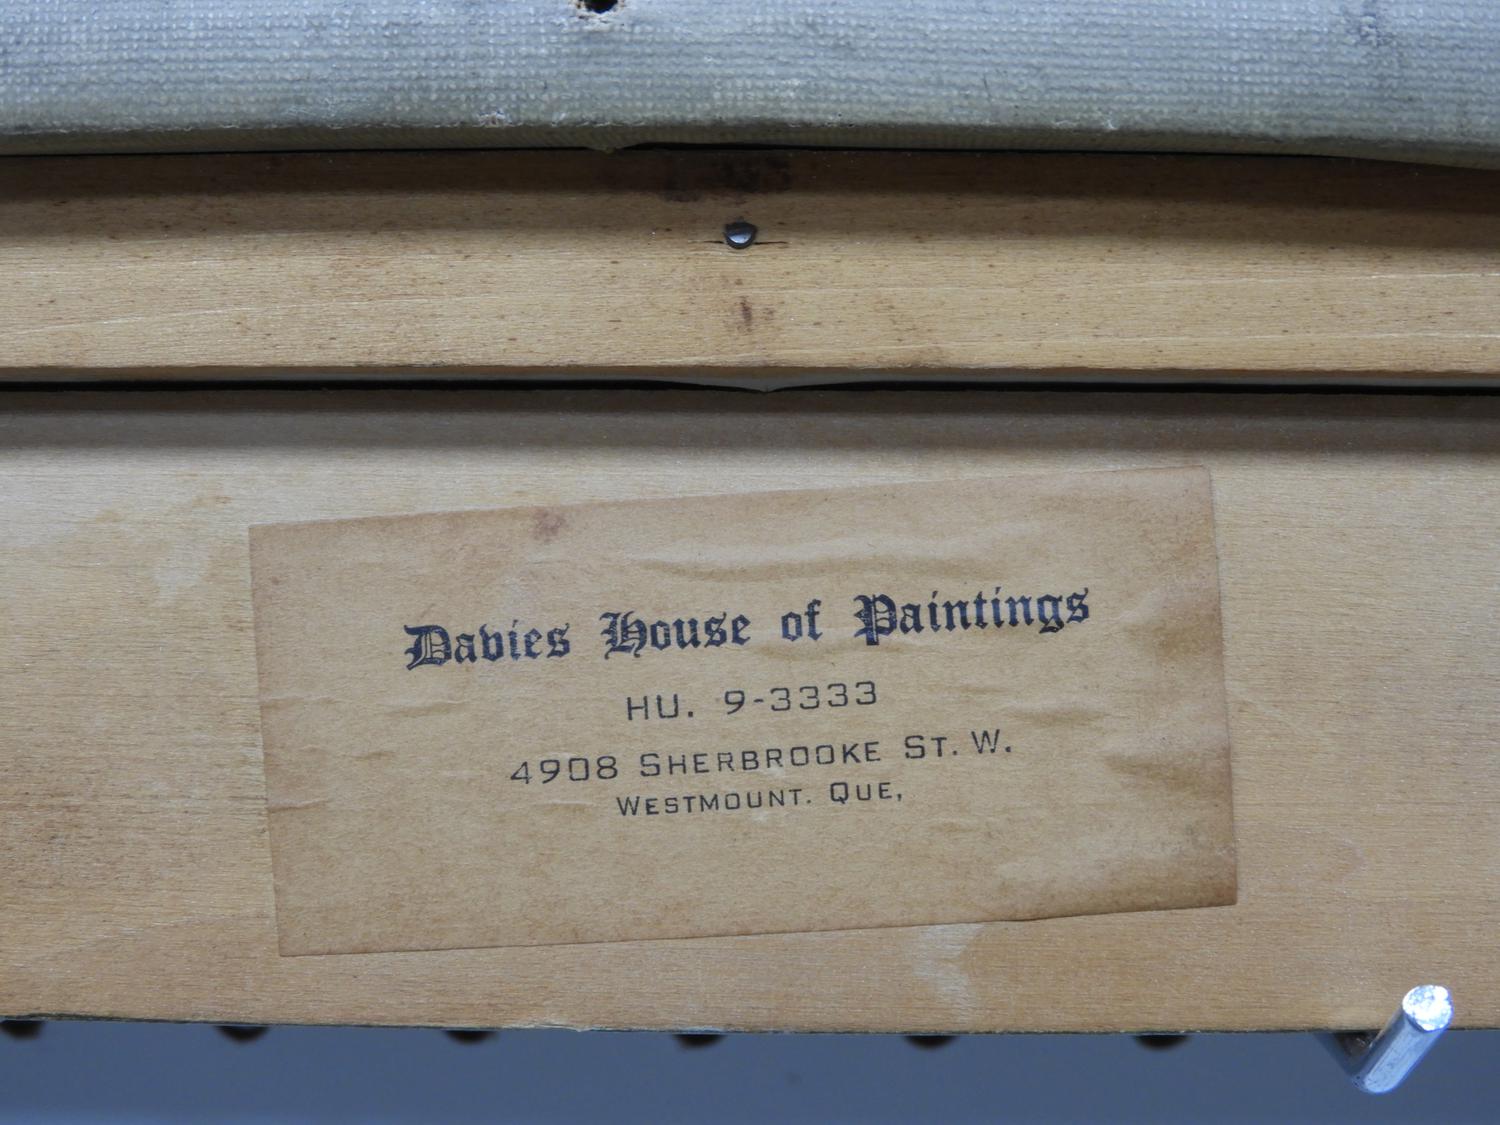 Davies House of Paintings
HU. 9-3333
4908 SHERBROOKE ST. W.
WESTMOUNT. QUE,